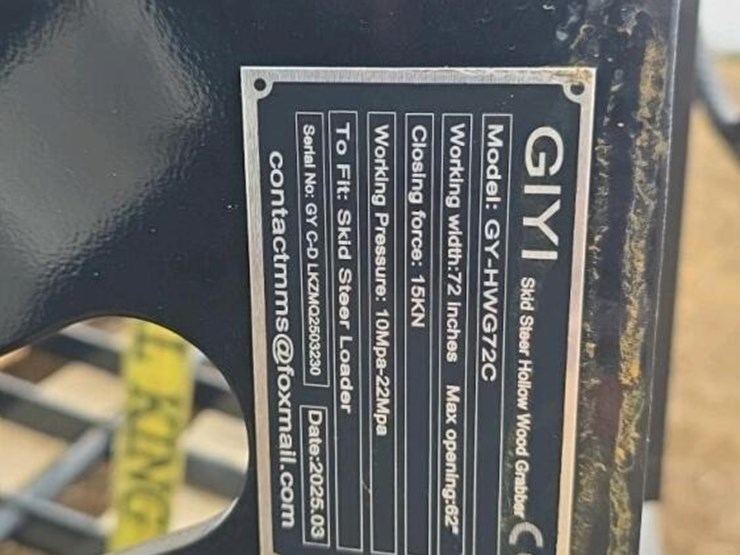 GIYI Skid Steer Hollow Wood Grabber C
Model: GY-HWG72C
Working width:72 inches Max opening:62"
Closing force: 15KN
Working Pressure: 10Mpa-22Mpa
To Fit: Skid Steer Loader
Serial No: GY C-D LKZMQ2503230 Date:2025.03
contactmms@foxmail.com
KING